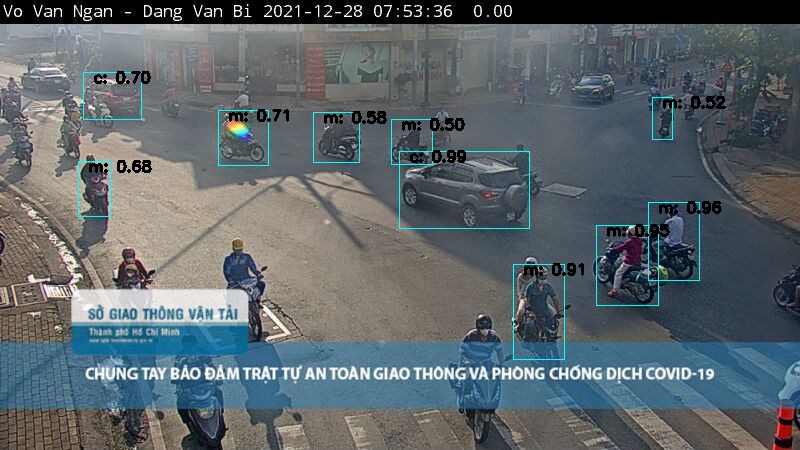 Vo Van Ngan - Dang Van Bi 2021-12-28 07:53:36 0.00
c: 0.70
m: 0.71
m: 0.58
m: 0.50
m: 0.52
c: 0.99
m: 0.68
m: 0.96
m: 0.95
m: 0.91
SỞ GIAO THÔNG VẬN TẢI
Thành phố Hồ Chí Minh
CHUNG TAY BẢO ĐẢM TRẬT TỰ AN TOÀN GIAO THÔNG VÀ PHÒNG CHỐNG DỊCH COVID-19